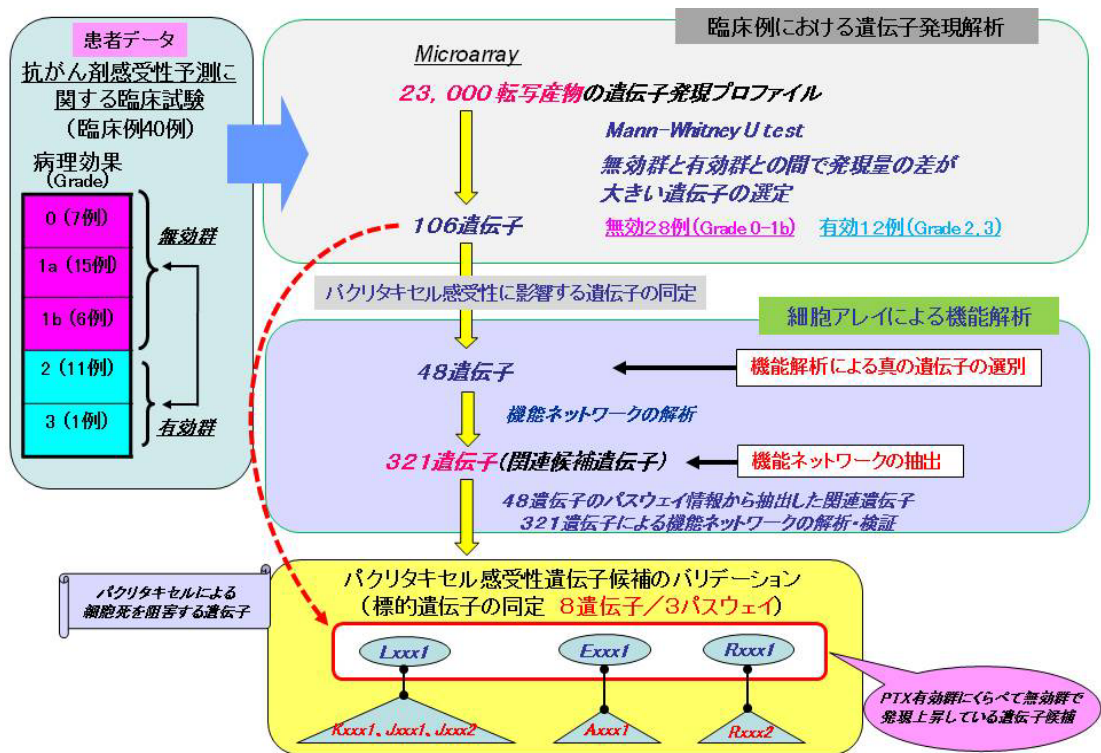 患者データ
抗がん剤感受性予測に
関する臨床試験
(臨床例40例)
病理効果
(Grade)
0 (7例)
1a (15例)
1b (6例)
2 (11例)
3 (1例)
無効群
有効群
臨床例における遺伝子発現解析
Microarray
23, 000 転写産物の遺伝子発現プロファイル
Mann-Whitney U test
無効群と有効群との間で発現量の差が
大きい遺伝子の選定
106遺伝子
無効28例(Grade 0-1b) 有効12例(Grade 2, 3)
パクリタキセル感受性に影響する遺伝子の同定
細胞アレイによる機能解析
48遺伝子
機能解析による真の遺伝子の選別
機能ネットワークの解析
321遺伝子(関連候補遺伝子)
機能ネットワークの抽出
48遺伝子のパスウェイ情報から抽出した関連遺伝子
321遺伝子による機能ネットワークの解析・検証
パクリタキセルによる
細胞死を阻害する遺伝子
パクリタキセル感受性遺伝子候補のバリデーション
(標的遺伝子の同定 8遺伝子/3パスウェイ)
Lxxx1 Exxx1 Rxxx1
Kxxx1、Jxxx1、Jxxx2 Axxx1 Rxxx2
PTX有効群にくらべて無効群で
発現上昇している遺伝子候補